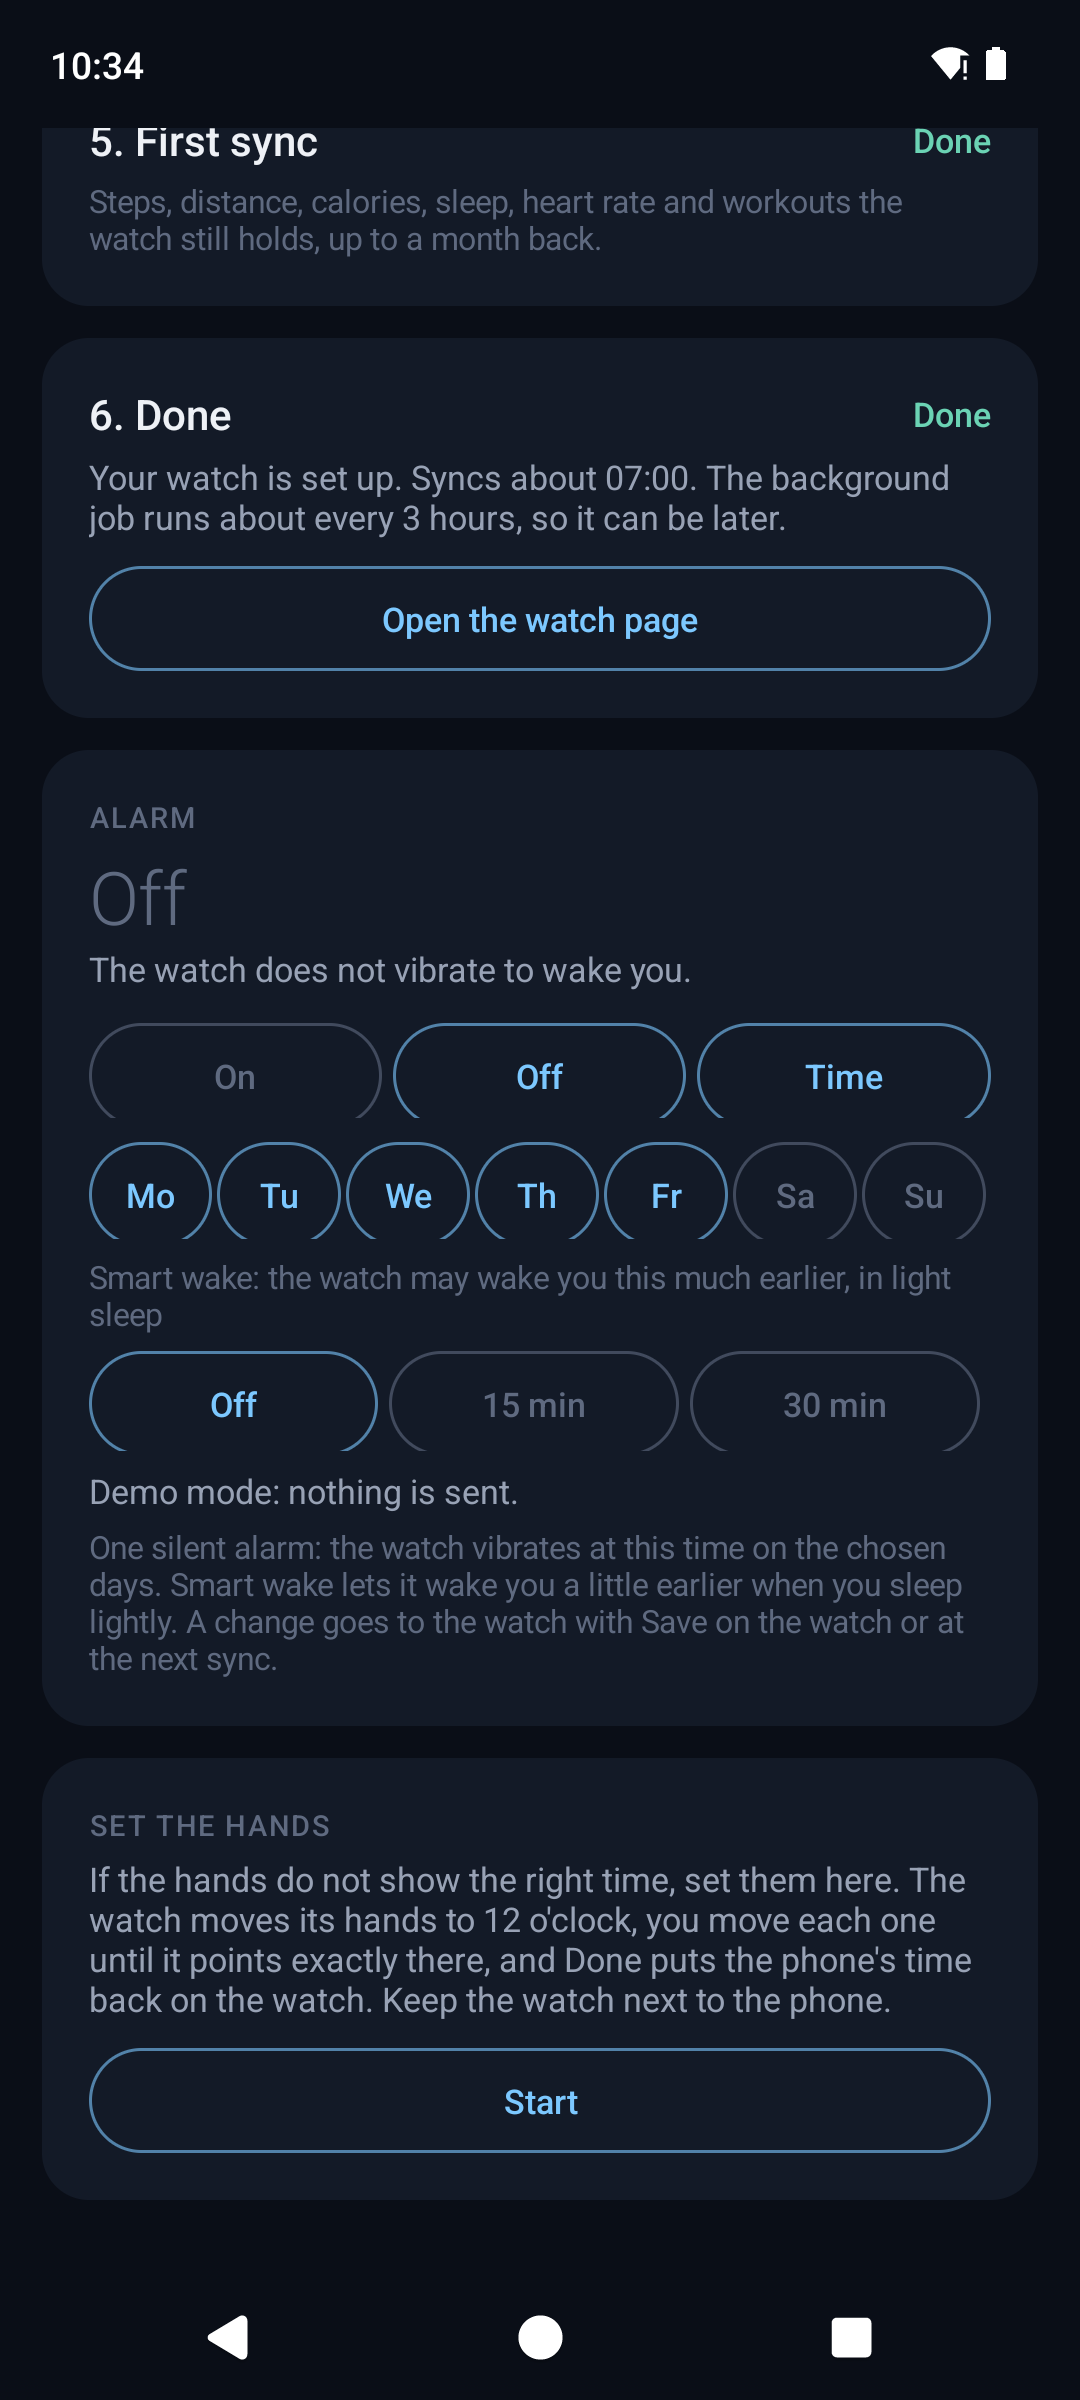 10:34
5. First sync
Done
Steps, distance, calories, sleep, heart rate and workouts the
watch still holds, up to a month back.
6. Done
Done
Your watch is set up. Syncs about 07:00. The background
job runs about every 3 hours, so it can be later.
Open the watch page
ALARM
Off
The watch does not vibrate to wake you.
On
Off
Time
Mo
Tu
We
Th
Fr
Sa
Su
Smart wake: the watch may wake you this much earlier, in light
sleep
Off
15 min
30 min
Demo mode: nothing is sent.
One silent alarm: the watch vibrates at this time on the chosen
days. Smart wake lets it wake you a little earlier when you sleep
lightly. A change goes to the watch with Save on the watch or at
the next sync.
SET THE HANDS
If the hands do not show the right time, set them here. The
watch moves its hands to 12 o'clock, you move each one
until it points exactly there, and Done puts the phone's time
back on the watch. Keep the watch next to the phone.
Start